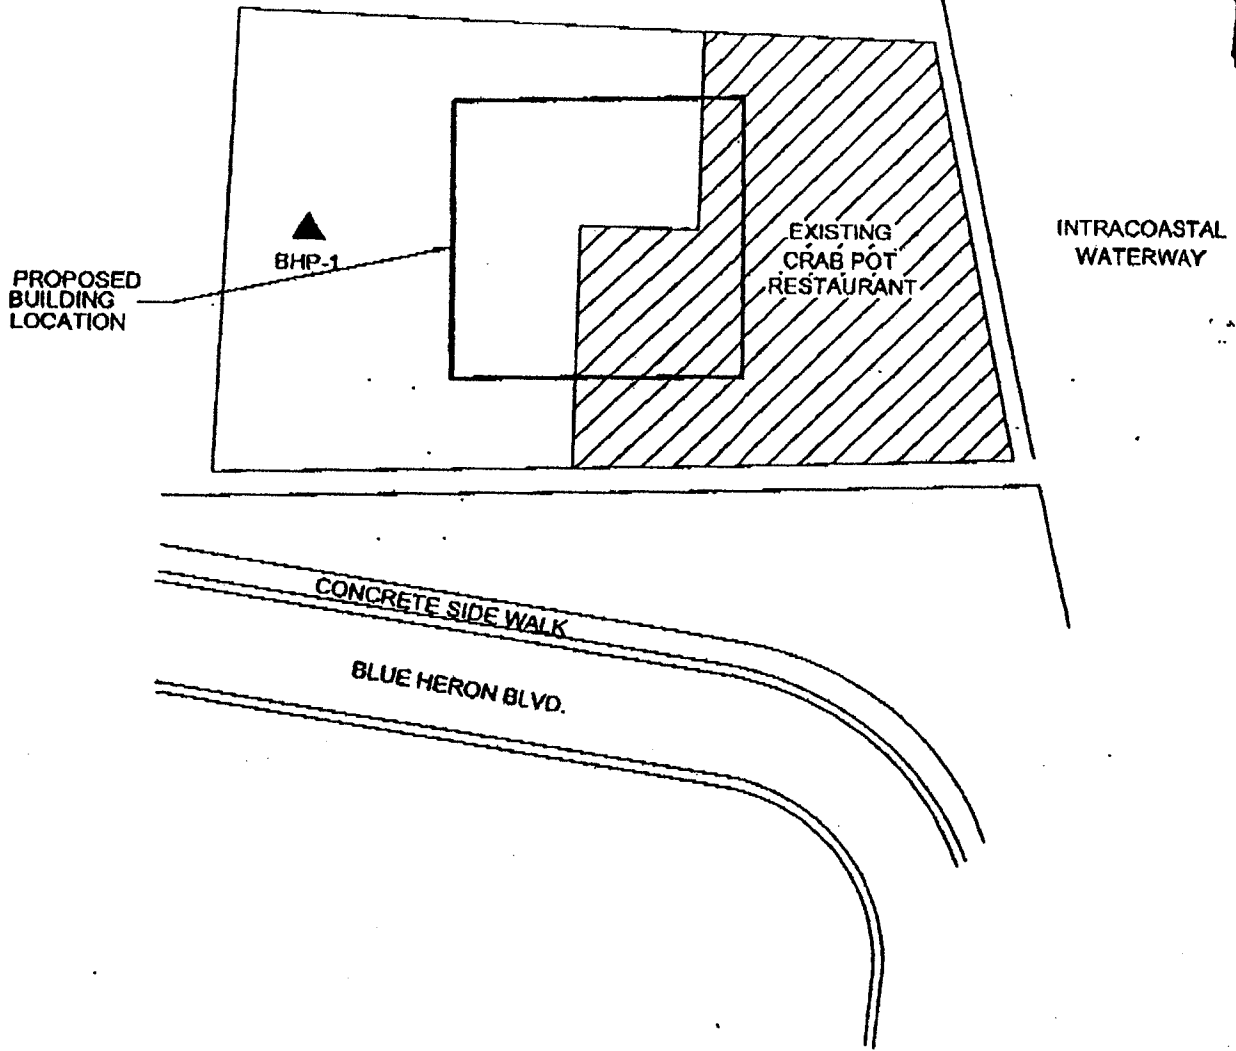 EXISTING
CRAB POT
RESTAURANT
INTRACOASTAL
WATERWAY
BHP-1
PROPOSED
BUILDING
LOCATION
CONCRETE SIDE WALK
BLUE HERON BLVD.